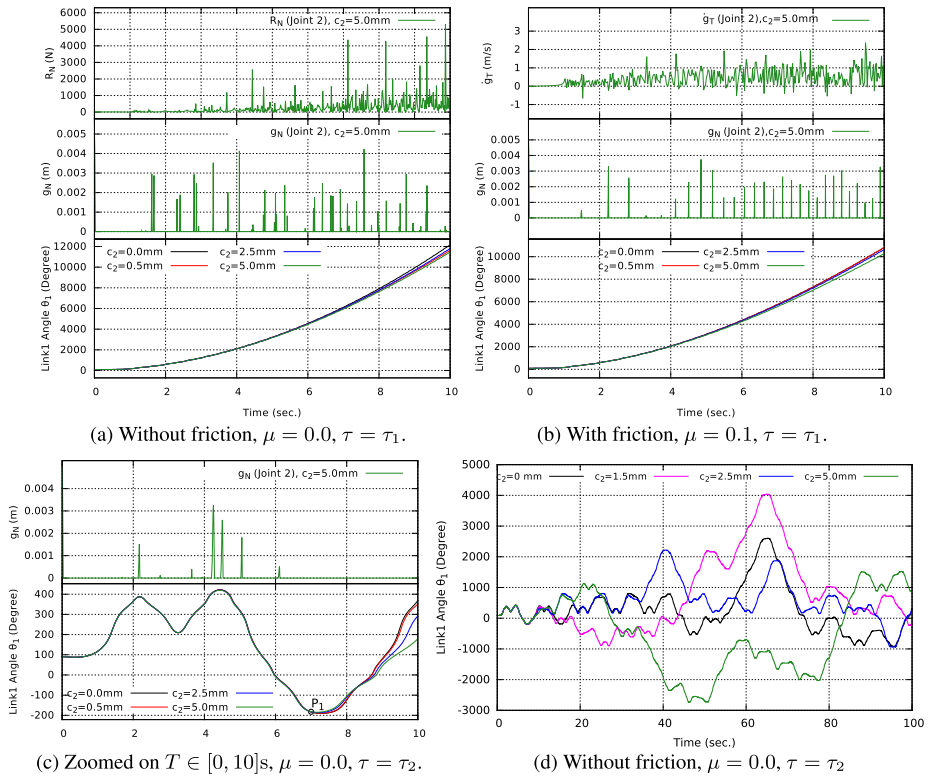 R_N (Joint 2), c_2=5.0mm
R_N (N)
6000
5000
4000
3000
2000
1000
0
g_N (Joint 2), c_2=5.0mm
g_N (m)
0.005
0.004
0.003
0.002
0.001
0
Link1 Angle θ_1 (Degree)
12000
10000
8000
6000
4000
2000
0
c_2=0.0mm c_2=2.5mm
c_2=0.5mm c_2=5.0mm
0 2 4 6 8 10
Time (sec.)
(a) Without friction, μ = 0.0, τ = τ_1.
ġ_T (Joint 2),c_2=5.0mm
ġ_T (m/s)
3
2
1
0
-1
g_N (Joint 2),c_2=5.0mm
g_N (m)
0.005
0.004
0.003
0.002
0.001
0
Link1 Angle θ_1 (Degree)
10000
8000
6000
4000
2000
0
c_2=0.0mm c_2=2.5mm
c_2=0.5mm c_2=5.0mm
0 2 4 6 8 10
Time (sec.)
(b) With friction, μ = 0.1, τ = τ_1.
g_N (Joint 2), c_2=5.0mm
g_N (m)
0.004
0.003
0.002
0.001
0
Link1 Angle θ_1 (Degree)
400
300
200
100
0
-100
-200
P_1
c_2=0.0mm c_2=2.5mm
c_2=0.5mm c_2=5.0mm
0 2 4 6 8 10
Time (sec.)
(c) Zoomed on T ∈ [0, 10]s, μ = 0.0, τ = τ_2.
c_2=0 mm c_2=1.5mm c_2=2.5mm c_2=5.0mm
Link1 Angle θ_1 (Degree)
5000
4000
3000
2000
1000
0
-1000
-2000
-3000
0 20 40 60 80 100
Time (sec.)
(d) Without friction, μ = 0.0, τ = τ_2